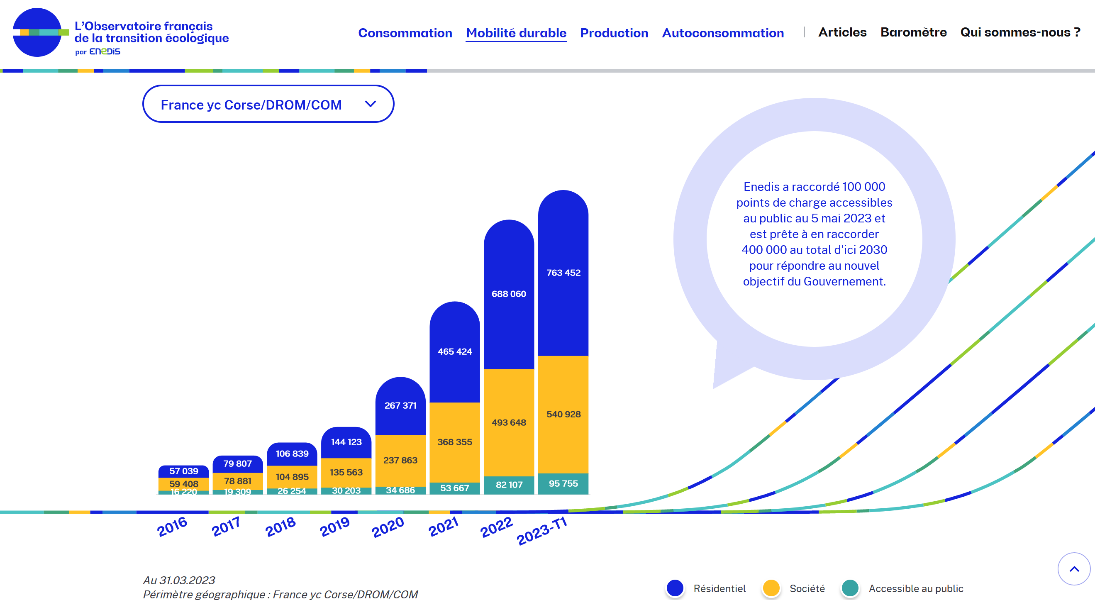 L'Observatoire français
de la transition écologique
par ENEDIS
Consommation
Mobilité durable
Production
Autoconsommation
Articles
Baromètre
Qui sommes-nous ?
France yc Corse/DROM/COM
Enedis a raccordé 100 000
points de charge accessibles
au public au 5 mai 2023 et
est prête à en raccorder
400 000 au total d'ici 2030
pour répondre au nouvel
objectif du Gouvernement.
57 039
59 408
16 220
79 807
78 881
19 309
106 839
104 895
26 254
144 123
135 563
30 203
267 371
237 863
34 686
465 424
368 355
53 667
688 060
493 648
82 107
763 452
540 928
95 755
2016
2017
2018
2019
2020
2021
2022
2023-T1
Au 31.03.2023
Périmètre géographique : France yc Corse/DROM/COM
Résidentiel
Société
Accessible au public